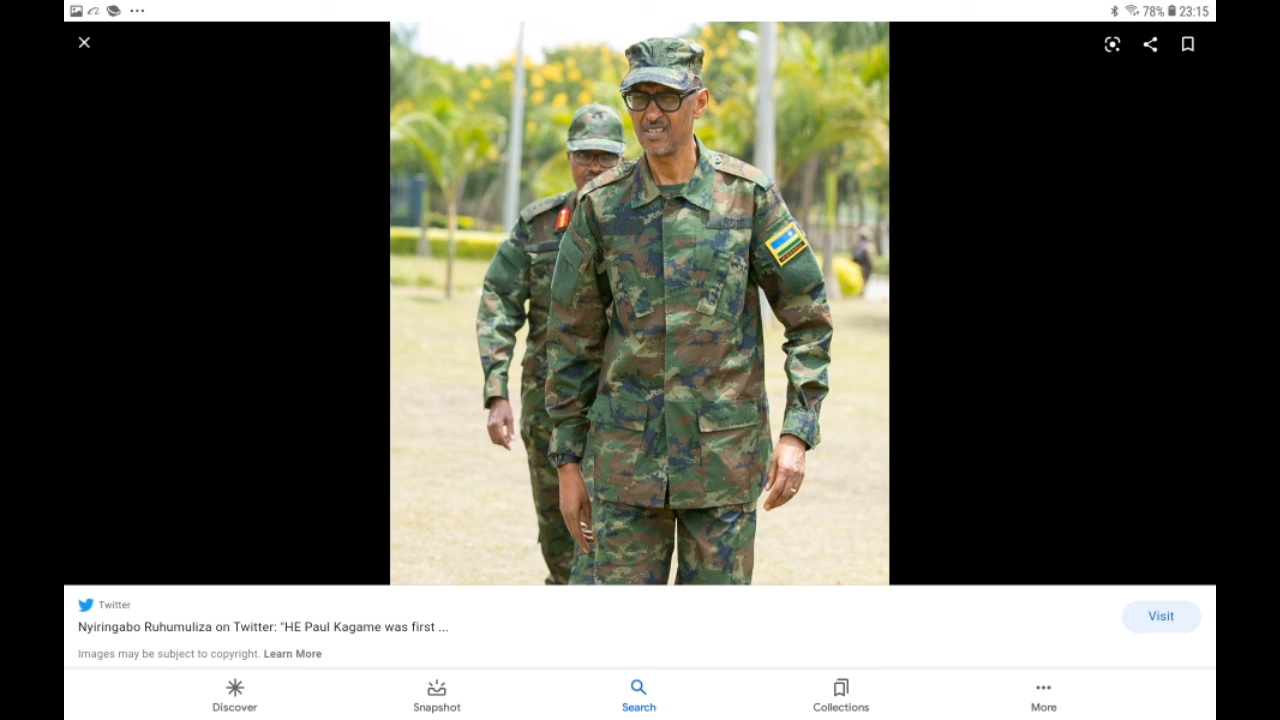 78% 23:15
Twitter
Nyiringabo Ruhumuliza on Twitter: "HE Paul Kagame was first ...
Visit
Images may be subject to copyright. Learn More
Discover
Snapshot
Search
Collections
More